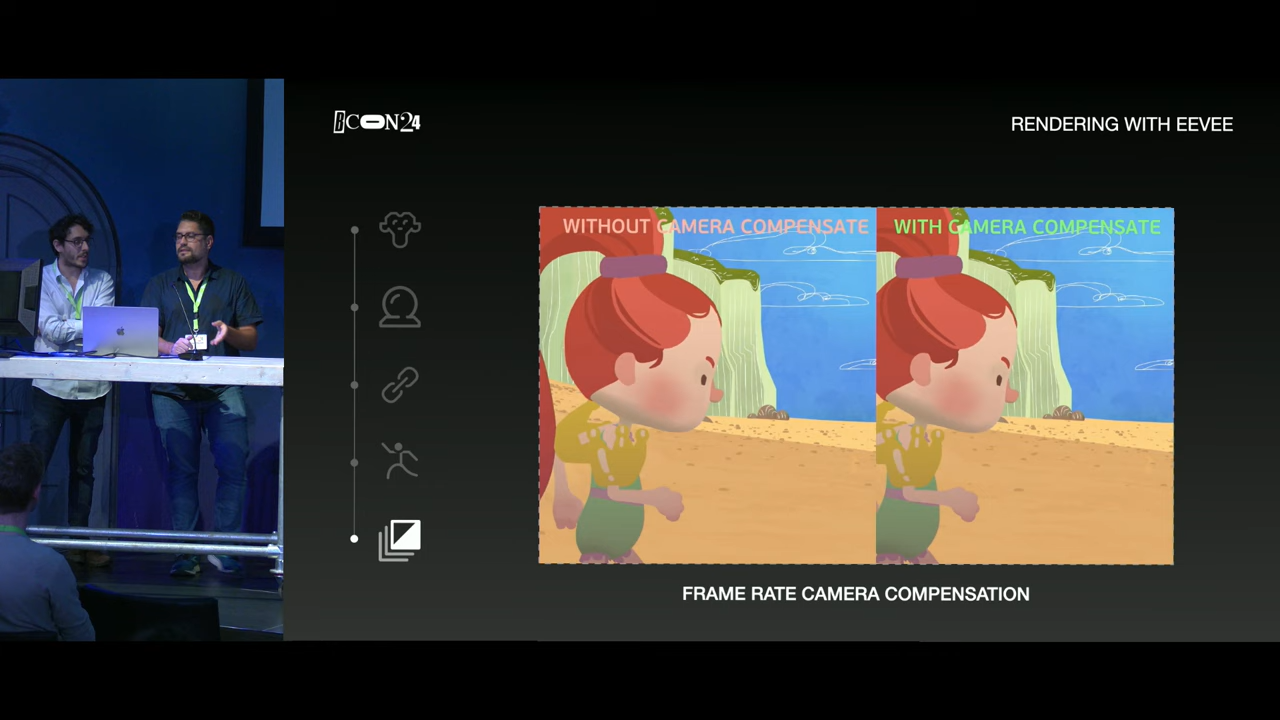 BCON24
RENDERING WITH EEVEE
WITHOUT CAMERA COMPENSATE
WITH CAMERA COMPENSATE
FRAME RATE CAMERA COMPENSATION